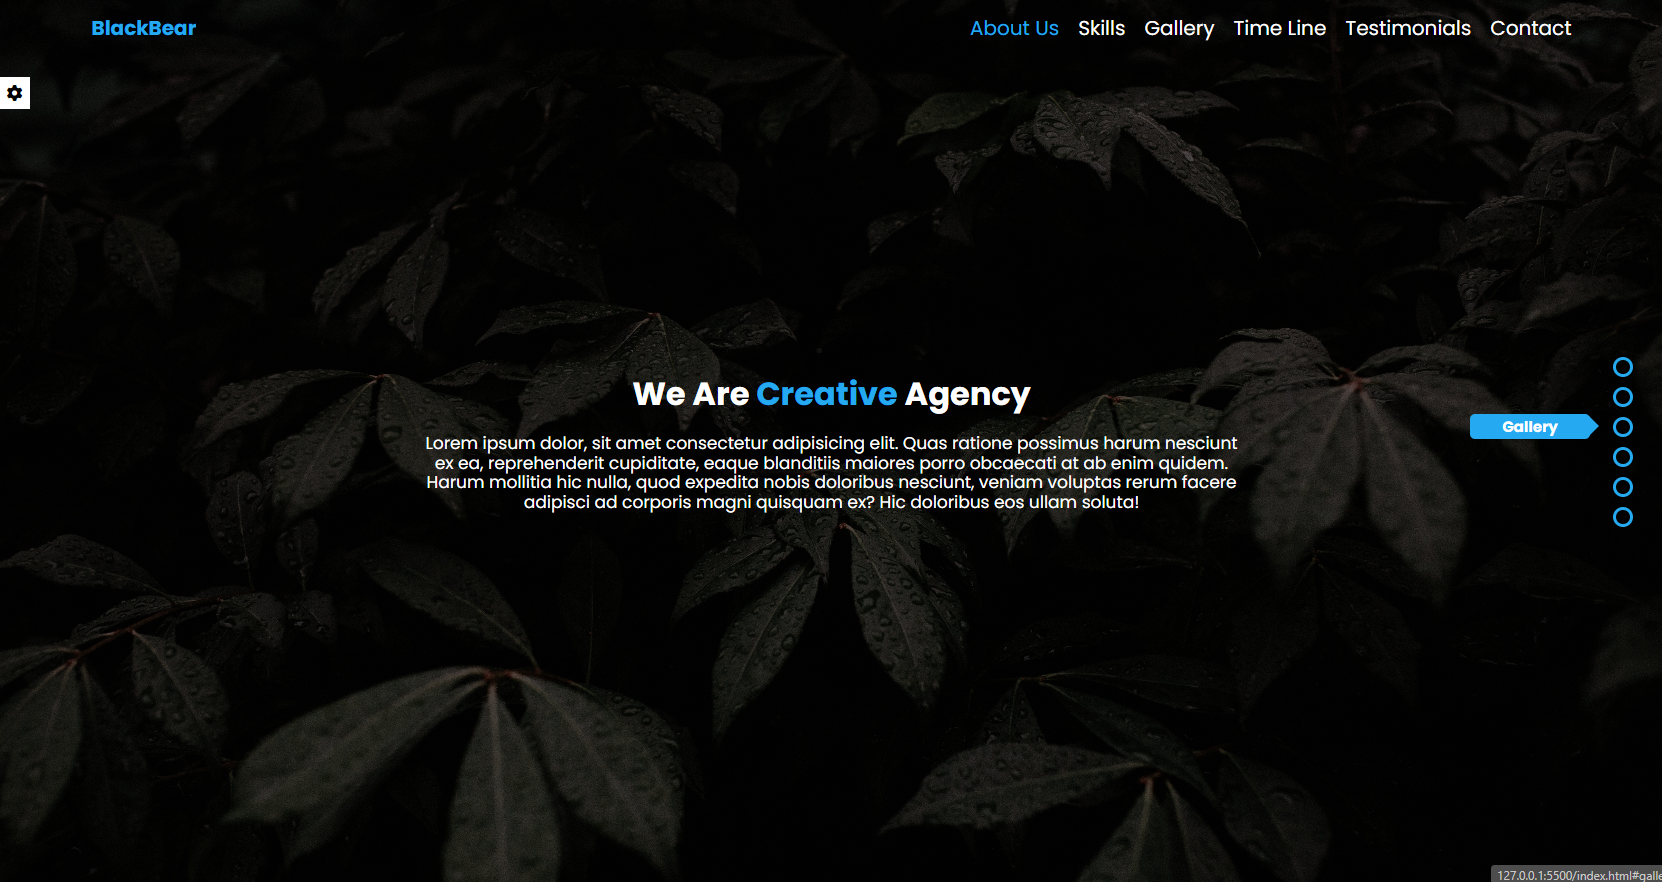 BlackBear
About Us Skills Gallery Time Line Testimonials Contact
We Are Creative Agency
Lorem ipsum dolor, sit amet consectetur adipisicing elit. Quas ratione possimus harum nesciunt
ex ea, reprehenderit cupiditate, eaque blanditiis maiores porro obcaecati at ab enim quidem.
Harum mollitia hic nulla, quod expedita nobis doloribus nesciunt, veniam voluptas rerum facere
adipisci ad corporis magni quisquam ex? Hic doloribus eos ullam soluta!
Gallery
127.0.0.1:5500/index.html#galle